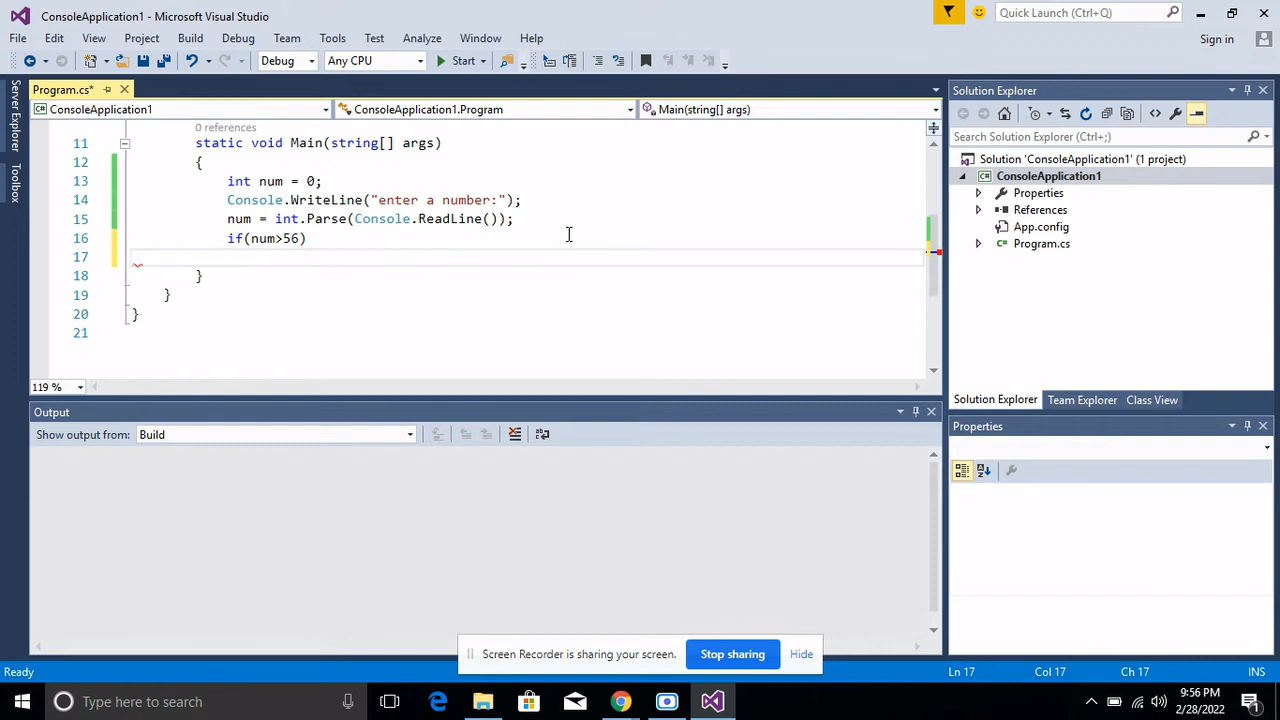 ConsoleApplication1 - Microsoft Visual Studio
Quick Launch (Ctrl+Q)
File Edit View Project Build Debug Team Tools Test Analyze Window Help
Sign in
Debug Any CPU Start
Server Explorer
Toolbox
Program.cs*
ConsoleApplication1 ConsoleApplication1.Program Main(string[] args)
0 references
11 static void Main(string[] args)
12 {
13 int num = 0;
14 Console.WriteLine("enter a number:");
15 num = int.Parse(Console.ReadLine());
16 if(num>56)
17
18 }
19 }
20 }
21
119 %
Output
Show output from: Build
Solution Explorer
Search Solution Explorer (Ctrl+;)
Solution 'ConsoleApplication1' (1 project)
ConsoleApplication1
Properties
References
App.config
Program.cs
Solution Explorer Team Explorer Class View
Properties
Screen Recorder is sharing your screen. Stop sharing Hide
Ready Ln 17 Col 17 Ch 17 INS
Type here to search
9:56 PM
2/28/2022
1